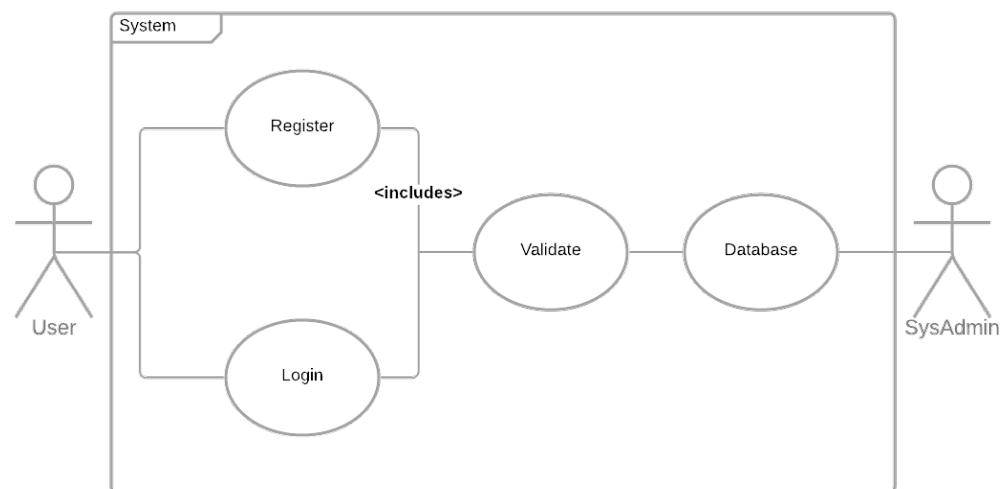 System
Register
<includes>
Validate
Database
User
SysAdmin
Login